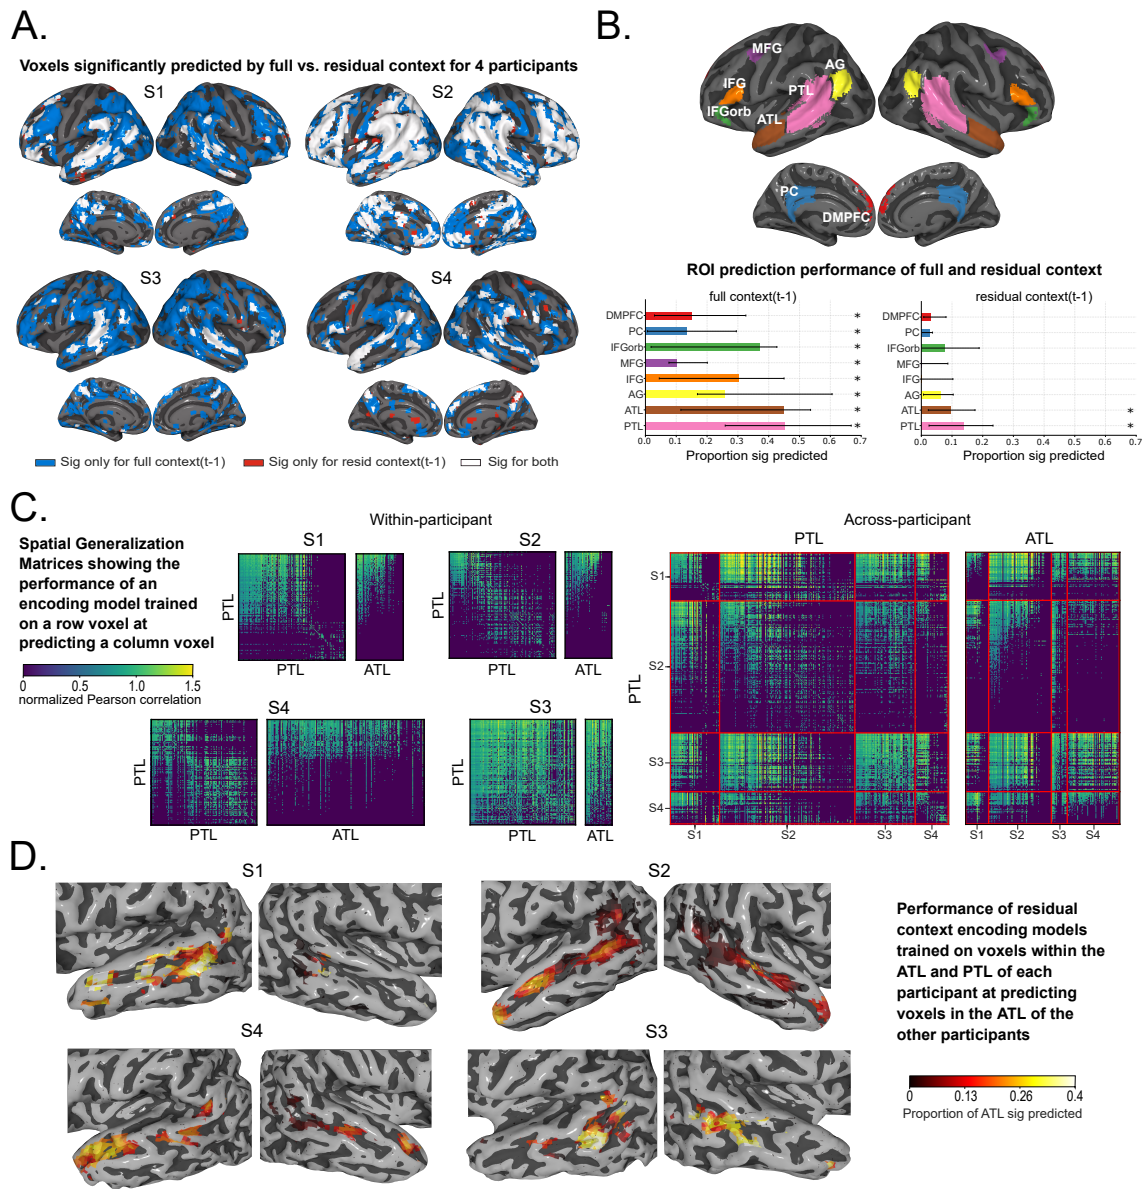 A.
Voxels significantly predicted by full vs. residual context for 4 participants
S1
S2
S3
S4
Sig only for full context(t-1)
Sig only for resid context(t-1)
Sig for both
B.
MFG
AG
IFG
PTL
IFGorb
ATL
PC
DMPFC
ROI prediction performance of full and residual context
full context(t-1)
DMPFC
*
PC
*
IFGorb
*
MFG
*
IFG
*
AG
*
ATL
*
PTL
*
0.0 0.1 0.2 0.3 0.4 0.5 0.6 0.7
Proportion sig predicted
residual context(t-1)
DMPFC
PC
IFGorb
MFG
IFG
AG
ATL
*
PTL
*
0.0 0.1 0.2 0.3 0.4 0.5 0.6 0.7
Proportion sig predicted
C.
Spatial Generalization
Matrices showing the
performance of an
encoding model trained
on a row voxel at
predicting a column voxel
0 0.5 1.0 1.5
normalized Pearson correlation
Within-participant
S1
PTL
PTL
ATL
S2
PTL
PTL
ATL
S4
PTL
PTL
ATL
S3
PTL
PTL
ATL
Across-participant
PTL
ATL
S1
S2
S3
S4
PTL
S1 S2 S3 S4
S1 S2 S3 S4
D.
S1
S2
S4
S3
Performance of residual
context encoding models
trained on voxels within the
ATL and PTL of each
participant at predicting
voxels in the ATL of the
other participants
0 0.13 0.26 0.4
Proportion of ATL sig predicted